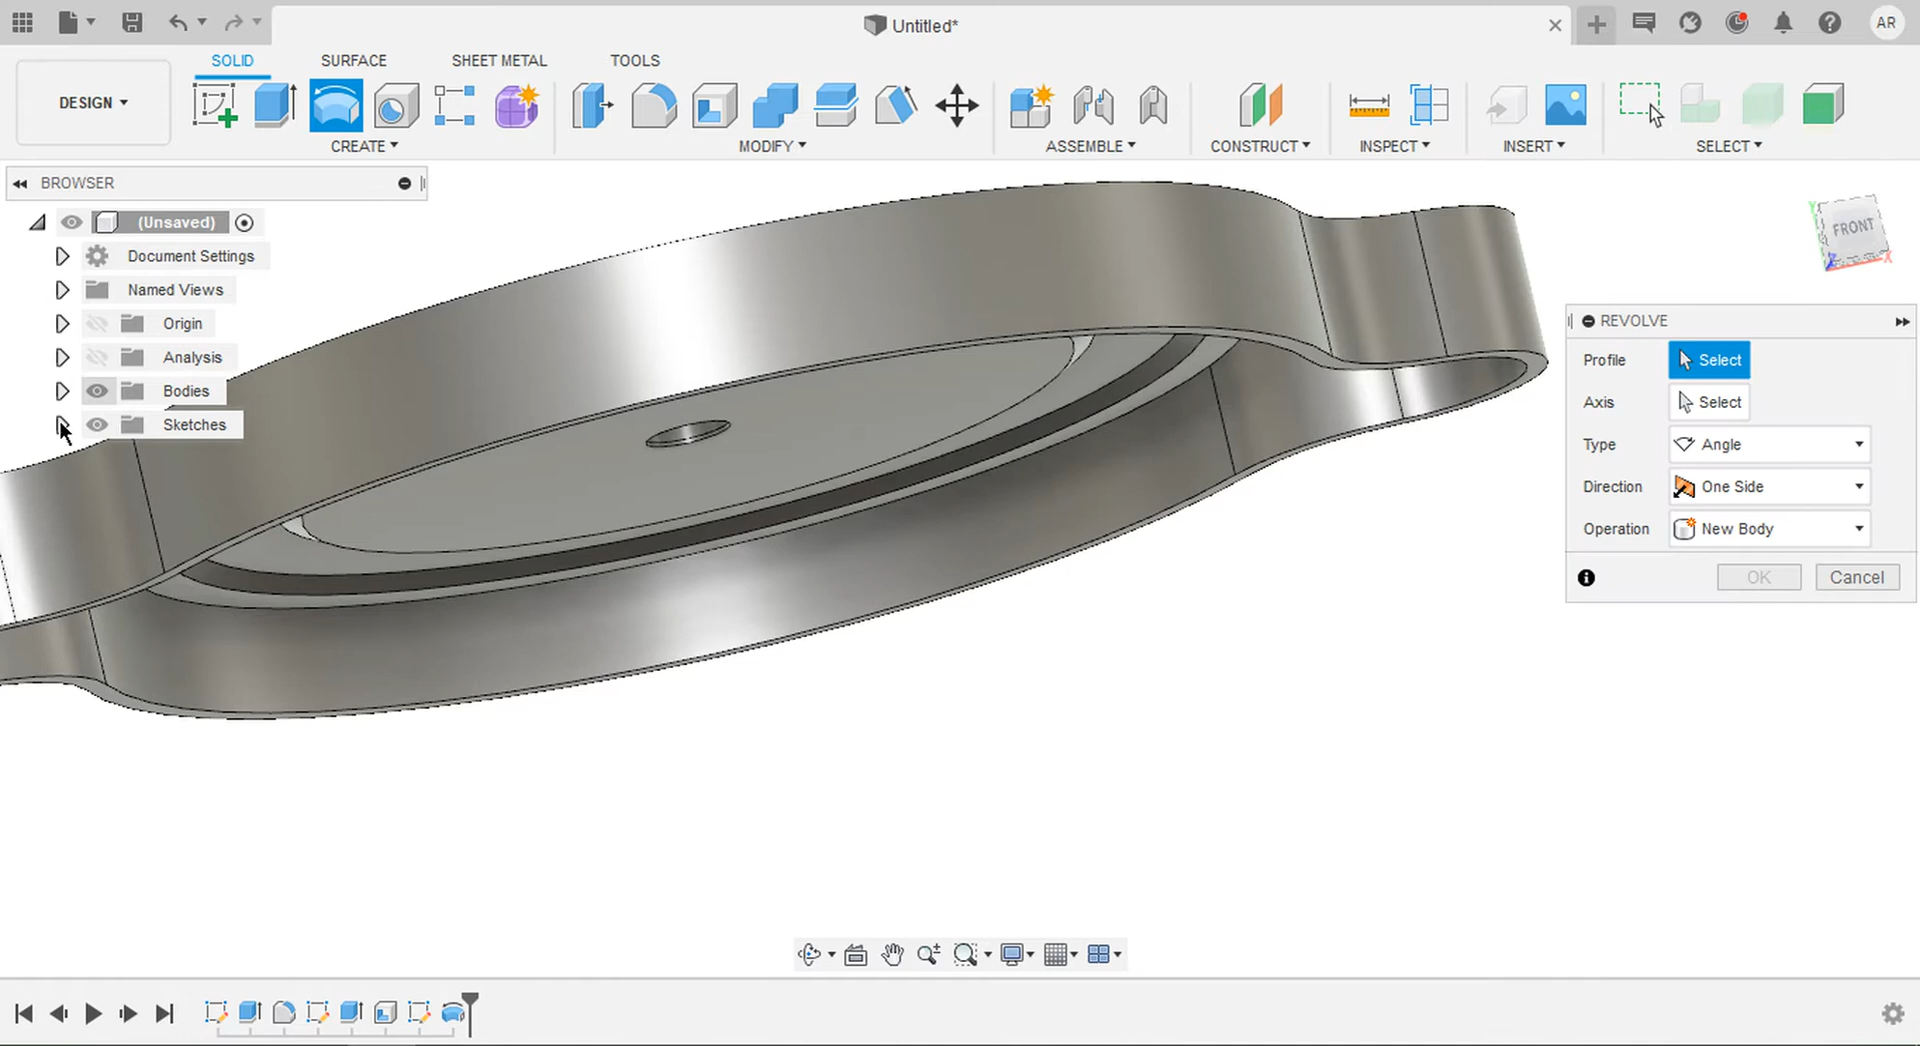 Untitled*
AR
DESIGN
SOLID
SURFACE
SHEET METAL
TOOLS
CREATE
MODIFY
ASSEMBLE
CONSTRUCT
INSPECT
INSERT
SELECT
BROWSER
(Unsaved)
Document Settings
Named Views
Origin
Analysis
Bodies
Sketches
FRONT
Y
Z
X
REVOLVE
Profile Select
Axis Select
Type Angle
Direction One Side
Operation New Body
OK Cancel